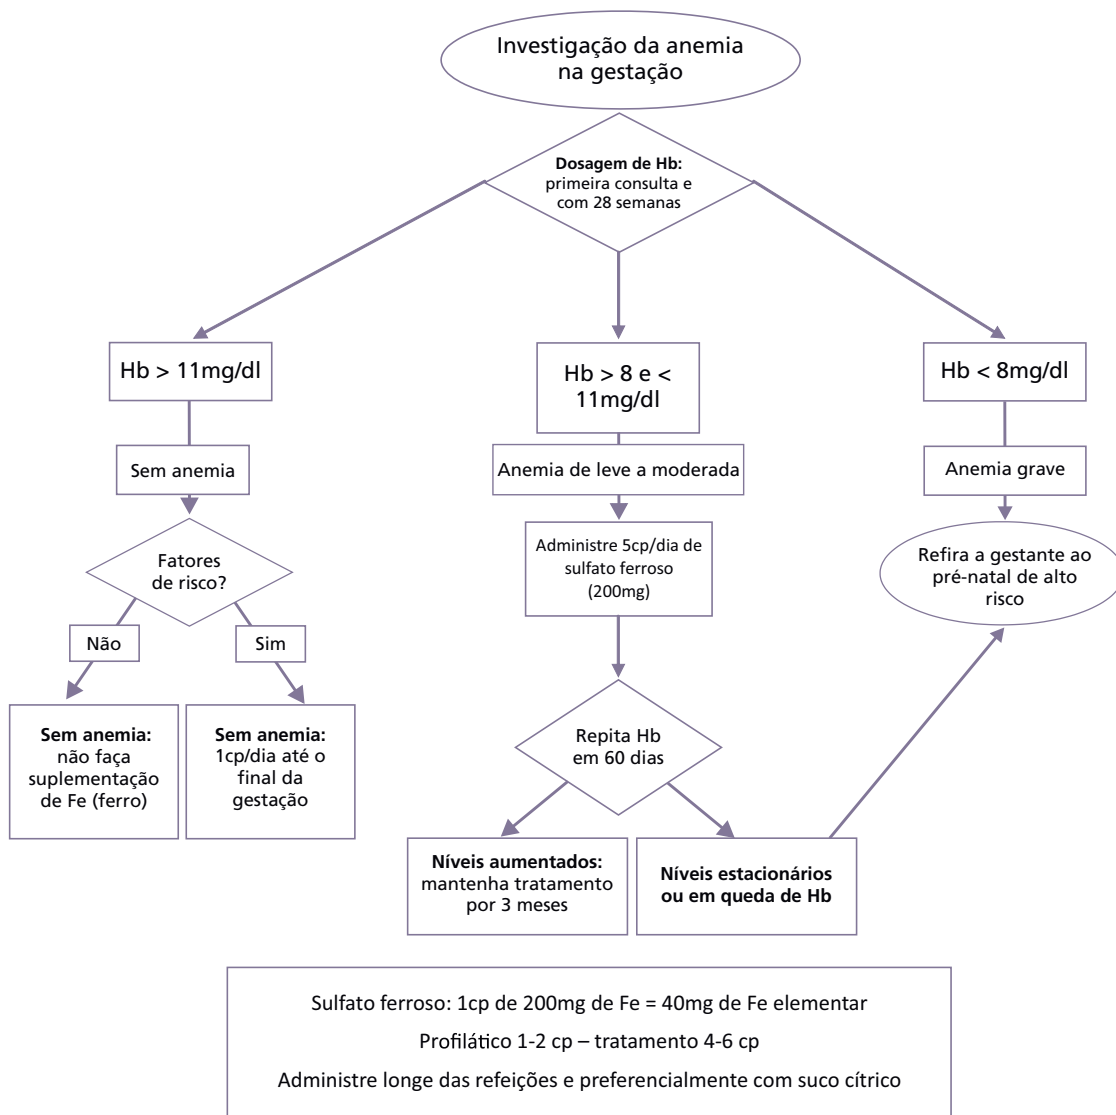 Investigação da anemia
na gestação
Dosagem de Hb:
primeira consulta e
com 28 semanas
Hb > 11mg/dl
Hb > 8 e <
11mg/dl
Hb < 8mg/dl
Sem anemia
Anemia de leve a moderada
Anemia grave
Fatores
de risco?
Administre 5cp/dia de
sulfato ferroso
(200mg)
Refira a gestante ao
pré-natal de alto
risco
Não
Sim
Sem anemia:
não faça
suplementação
de Fe (ferro)
Sem anemia:
1cp/dia até o
final da
gestação
Repita Hb
em 60 dias
Níveis aumentados:
mantenha tratamento
por 3 meses
Níveis estacionários
ou em queda de Hb
Sulfato ferroso: 1cp de 200mg de Fe = 40mg de Fe elementar
Profilático 1-2 cp – tratamento 4-6 cp
Administre longe das refeições e preferencialmente com suco cítrico